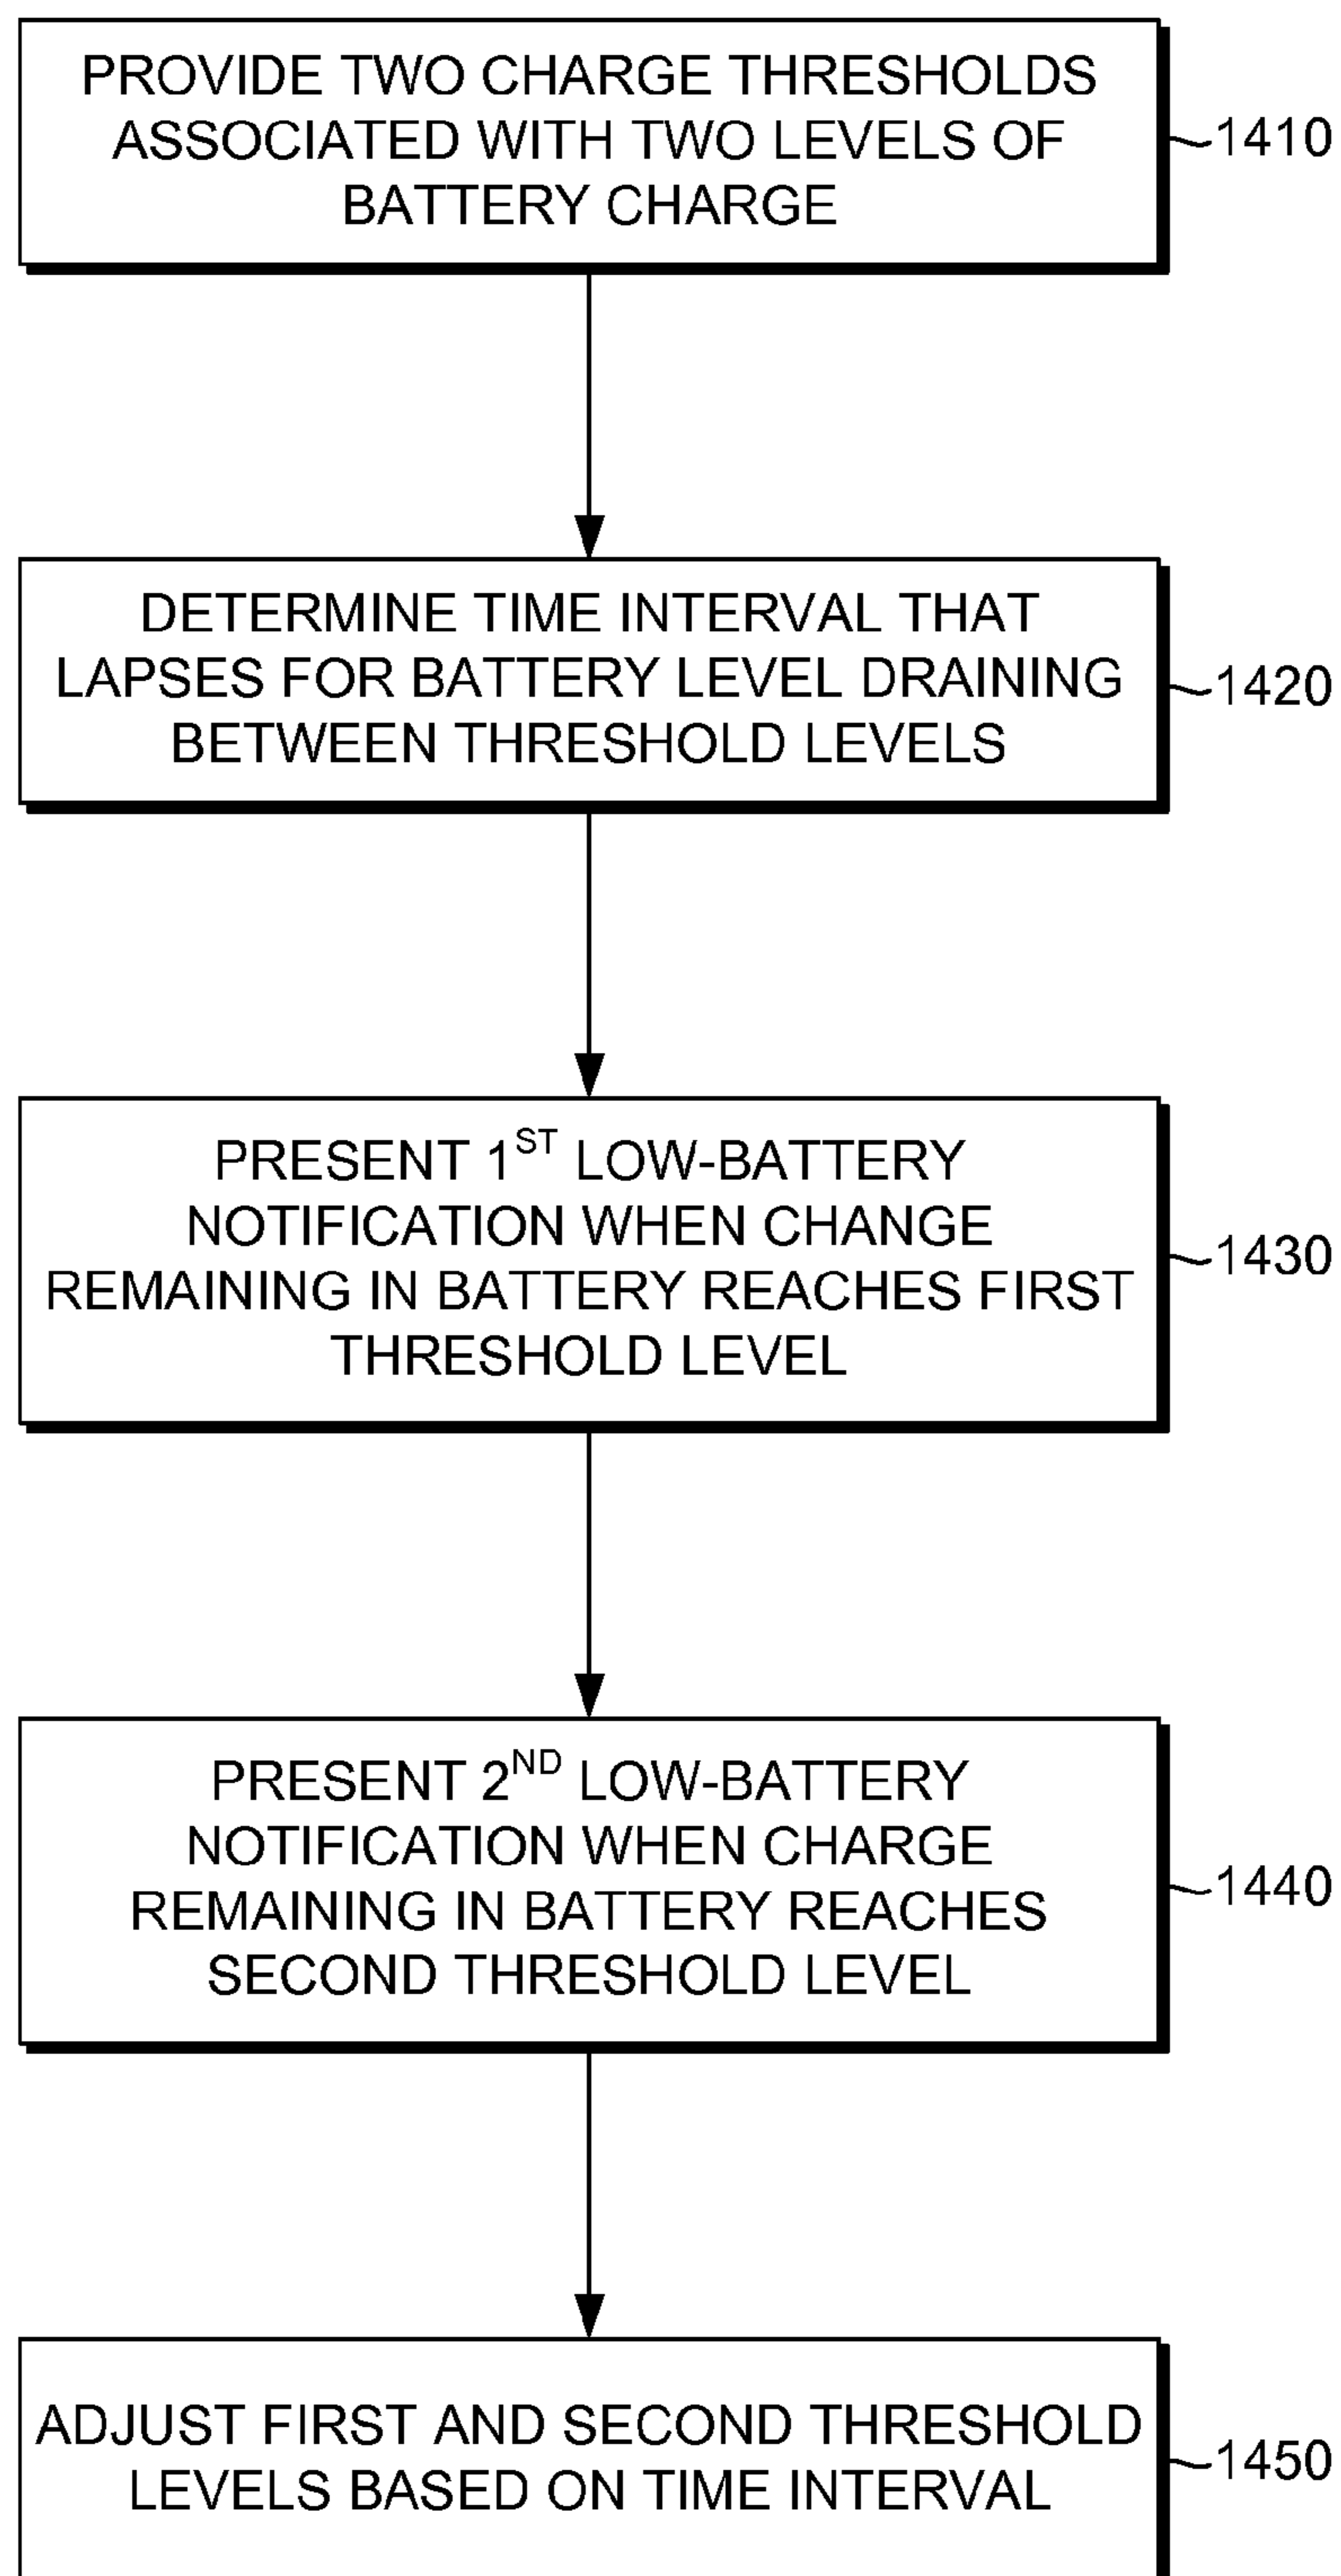 PROVIDE TWO CHARGE THRESHOLDS
ASSOCIATED WITH TWO LEVELS OF
BATTERY CHARGE
1410
DETERMINE TIME INTERVAL THAT
LAPSES FOR BATTERY LEVEL DRAINING
BETWEEN THRESHOLD LEVELS
1420
PRESENT 1ST LOW-BATTERY
NOTIFICATION WHEN CHANGE
REMAINING IN BATTERY REACHES FIRST
THRESHOLD LEVEL
1430
PRESENT 2ND LOW-BATTERY
NOTIFICATION WHEN CHARGE
REMAINING IN BATTERY REACHES
SECOND THRESHOLD LEVEL
1440
ADJUST FIRST AND SECOND THRESHOLD
LEVELS BASED ON TIME INTERVAL
1450